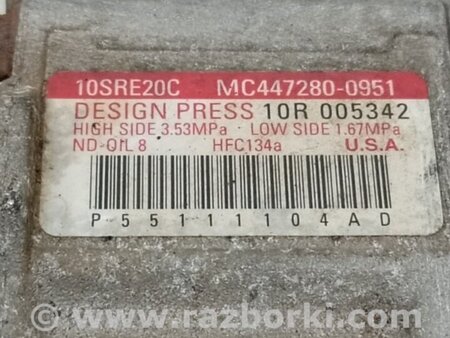 10SRE20C MC447280-0951
DESIGN PRESS 10R 005342
HIGH SIDE 3.53MPa · LOW SIDE 1.67MPa
ND-OIL 8 HFC134a U.S.A.
P55111104AD
© www.razborki.com